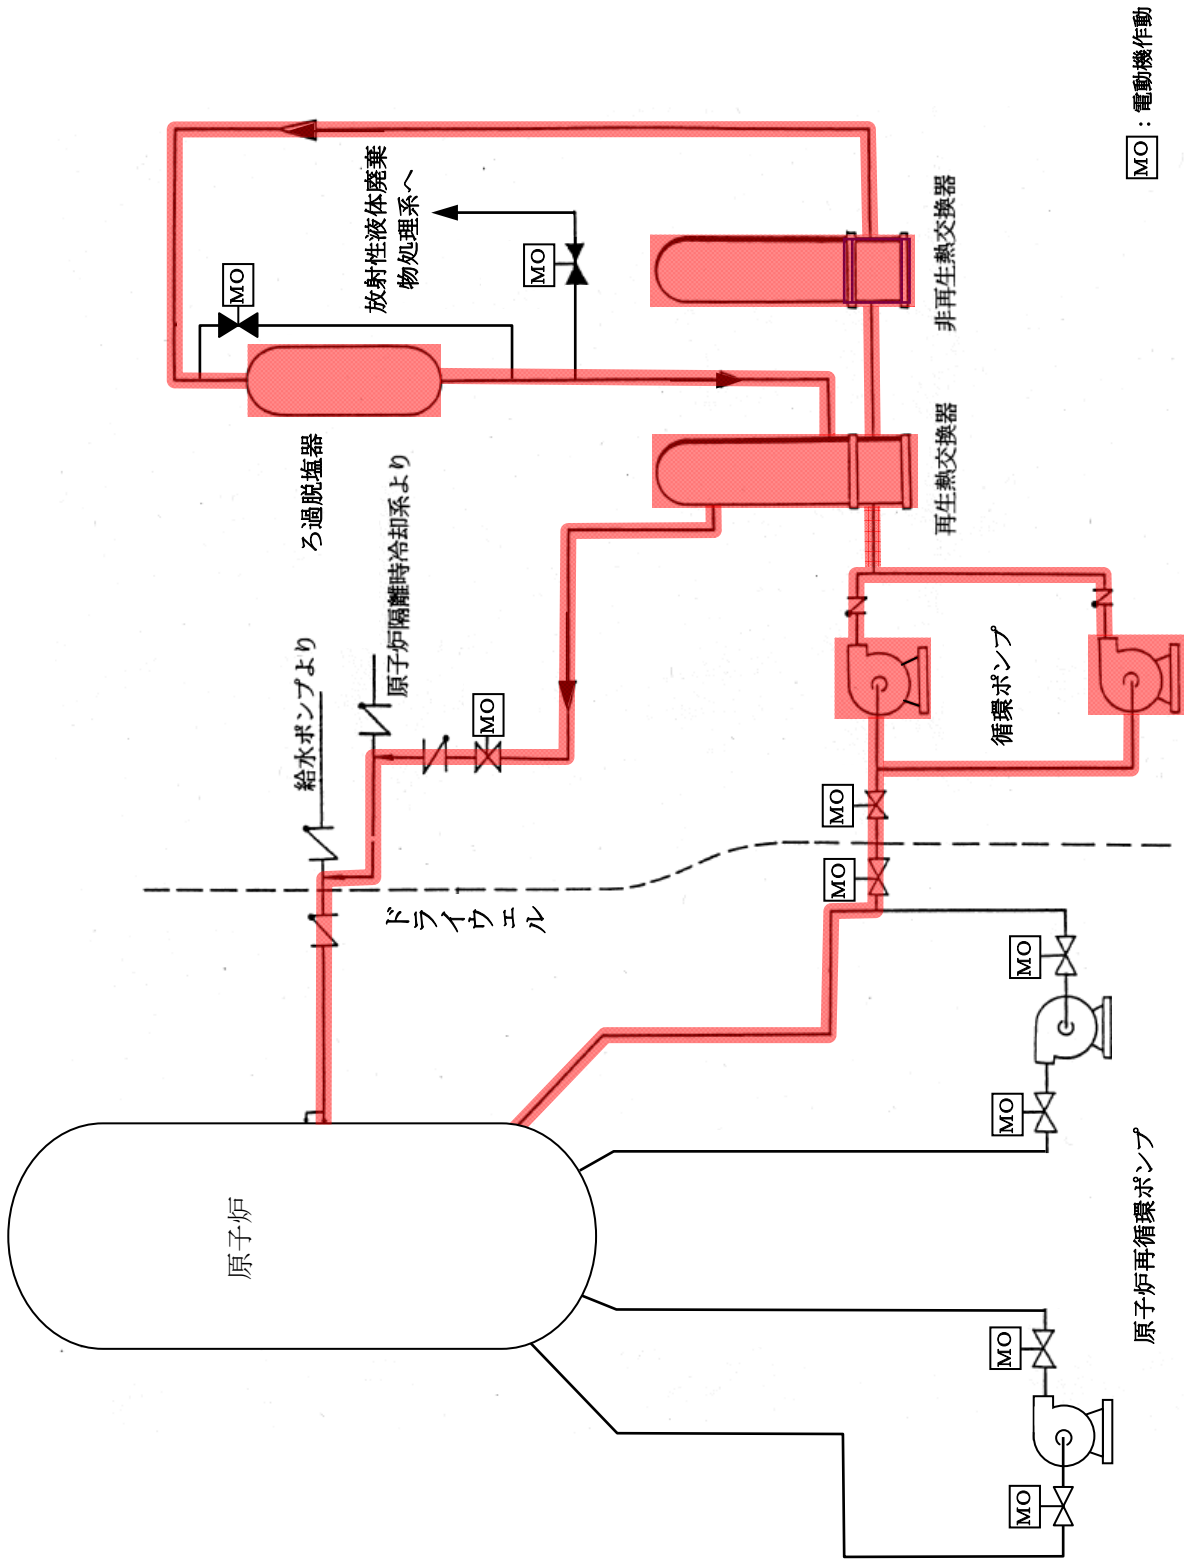 原子炉
MO
給水ポンプより
ろ過脱塩器
放射性液体廃棄
物処理系へ
原子炉隔離時冷却系より
ドライウェル
MO
MO
MO
MO
再生熱交換器
非再生熱交換器
循環ポンプ
MO
MO
MO
MO
原子炉再循環ポンプ
MO：電動機作動